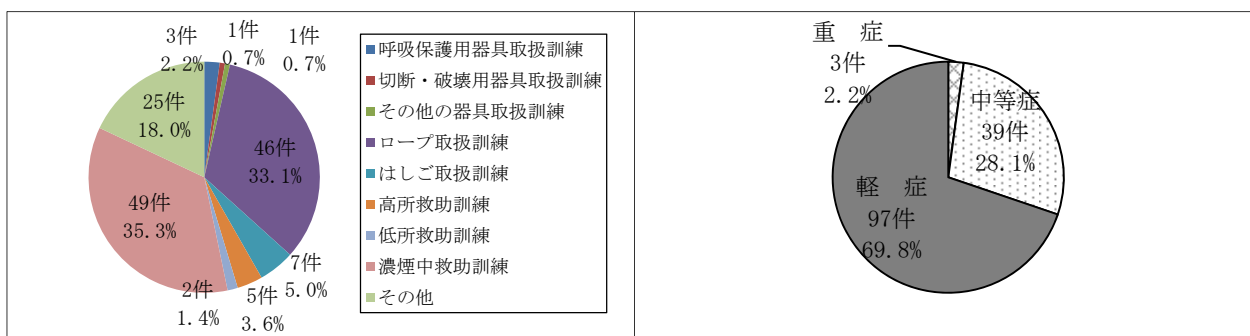 3件
2.2%
1件
0.7%
1件
0.7%
46件
33.1%
7件
5.0%
5件
3.6%
2件
1.4%
49件
35.3%
25件
18.0%
呼吸保護用器具取扱訓練
切断・破壊用器具取扱訓練
その他の器具取扱訓練
ロープ取扱訓練
はしご取扱訓練
高所救助訓練
低所救助訓練
濃煙中救助訓練
その他
重　症
3件
2.2%
中等症
39件
28.1%
軽　症
97件
69.8%